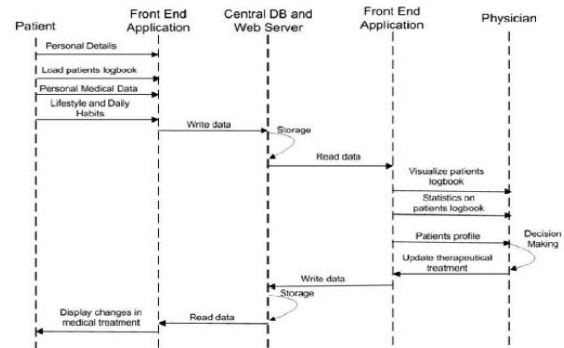 Patient
Front End
Application
Central DB and
Web Server
Front End
Application
Physician
Personal Details
Load patients logbook
Personal Medical Data
Lifestyle and Daily
Habits
Write data
Storage
Read data
Visualize patients
logbook
Statistics on
patients logbook
Patients profile
Decision
Making
Update therapeutical
treatment
Write data
Storage
Read data
Display changes in
medical treatment